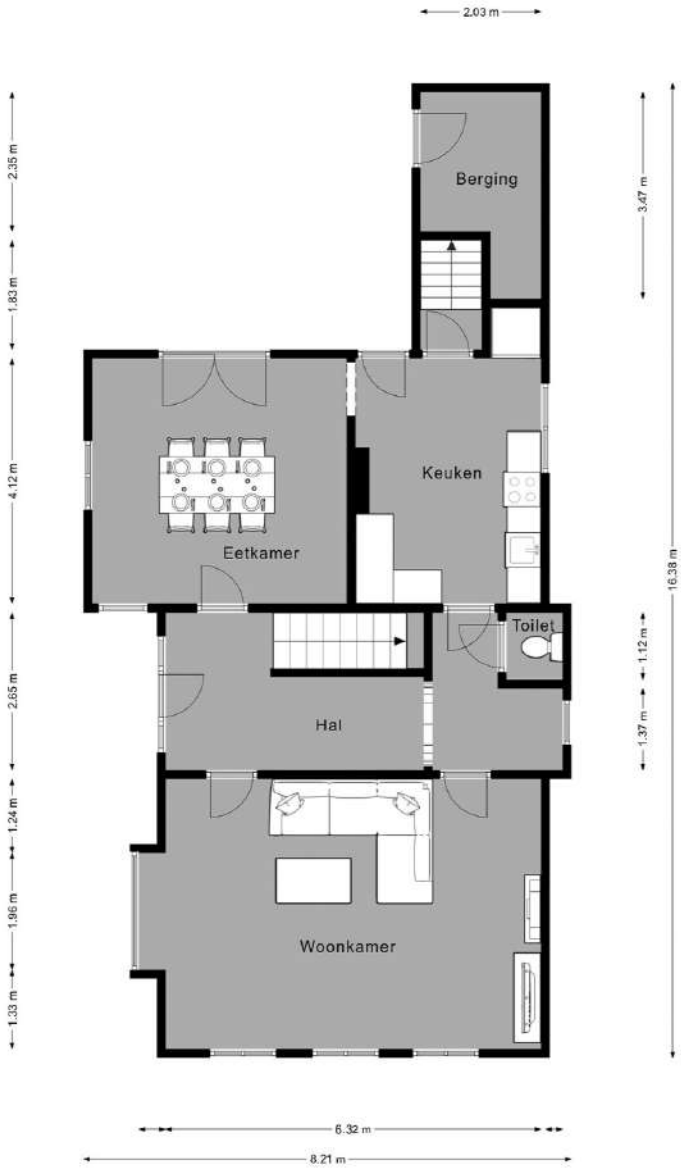 2.03 m
2.35 m
Berging
3.47 m
1.83 m
4.12 m
Keuken
Eetkamer
16.38 m
Toilet
1.12 m
2.65 m
Hal
1.37 m
1.24 m
1.96 m
Woonkamer
1.33 m
6.32 m
8.21 m